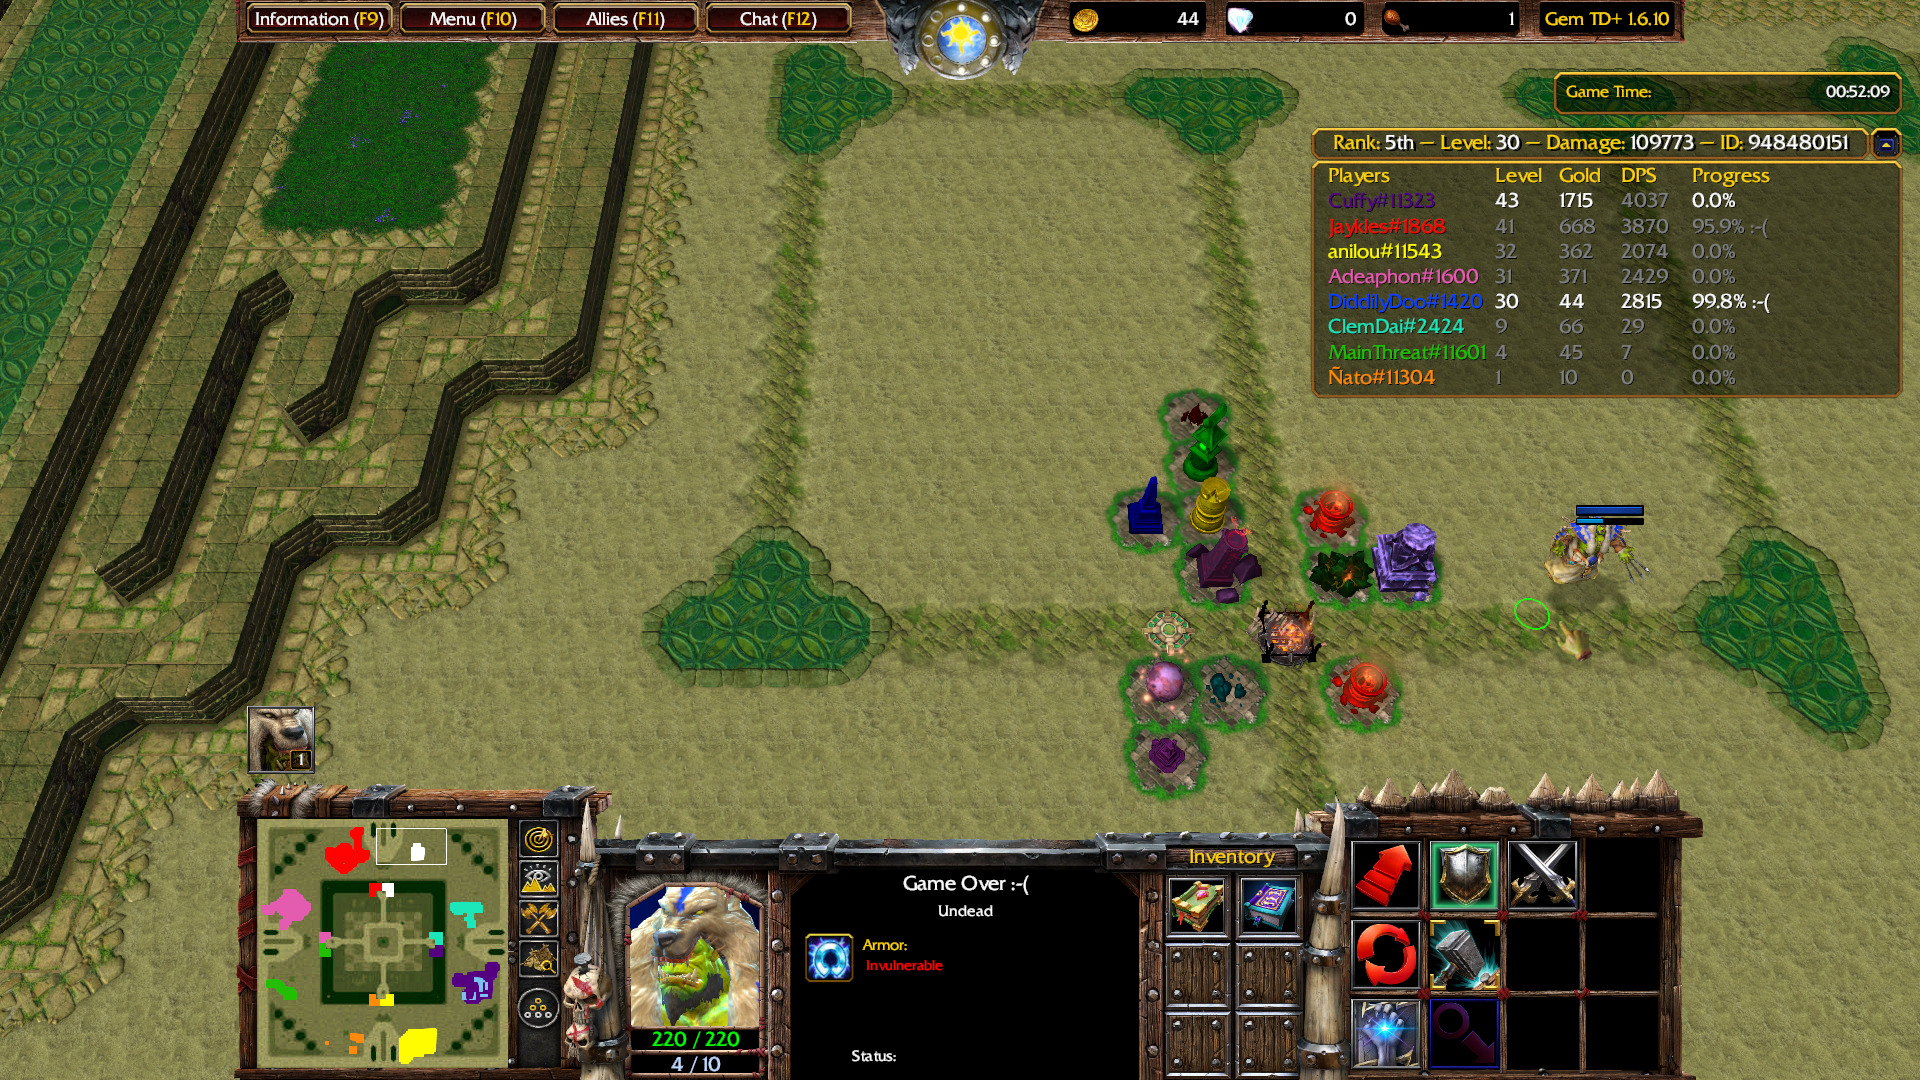 Information (F9) Menu (F10) Allies (F11) Chat (F12) 44 0 1 Gem TD+ 1.6.10
Game Time: 00:52:09
Rank: 5th – Level: 30 – Damage: 109773 – ID: 948480151
Players Level Gold DPS Progress
Cuffy#11323 43 1715 4037 0.0%
Jaykles#1868 41 668 3870 95.9% :-(
anilou#11543 32 362 2074 0.0%
Adeaphon#1600 31 371 2429 0.0%
DiddilyDoo#1420 30 44 2815 99.8% :-(
ClemDai#2424 9 66 29 0.0%
MainThreat#11601 4 45 7 0.0%
Ñato#11304 1 10 0 0.0%
1
Inventory
Game Over :-(
Undead
Armor:
Invulnerable
220 / 220
4 / 10
Status: